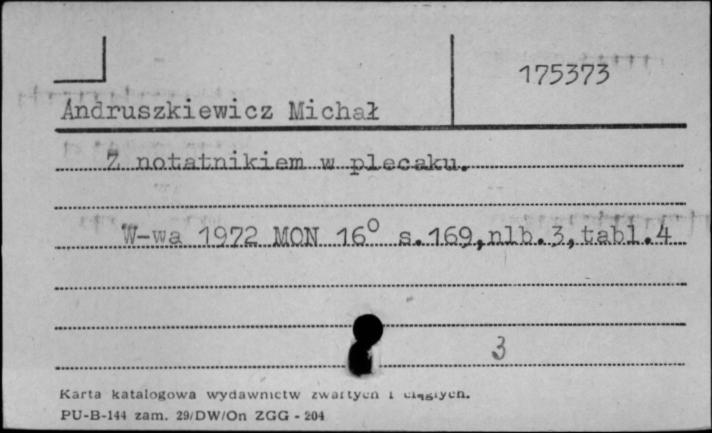 175373
Andruszkiewicz Michał
Z notatnikiem w plecaku.
W-wa 1972 MON 16° s.169,nlb.3,tabl.4
3
Karta katalogowa wydawnictw zwartych i ciągłych.
PU-B-144 zam. 29/DW/On ZGG - 204